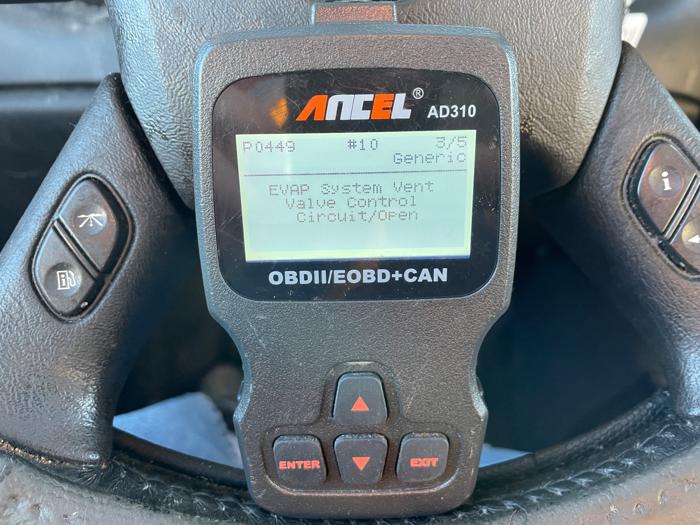 ANCEL® AD310
P0449 #10 3/5
Generic
EVAP System Vent
Valve Control
Circuit/Open
OBDII/EOBD+CAN
ENTER EXIT